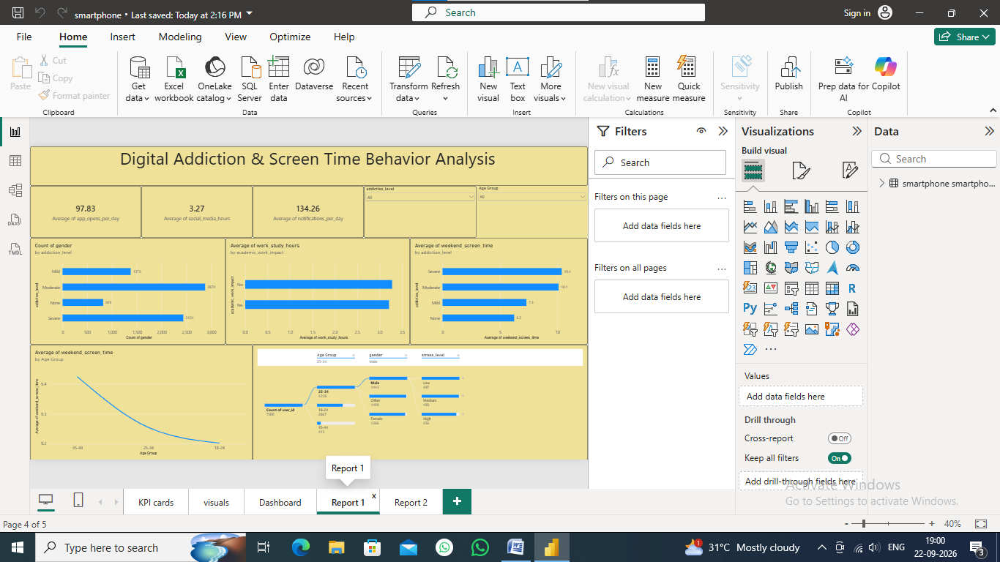 smartphone • Last saved: Today at 2:16 PM
Search
Sign in
File
Home
Insert
Modeling
View
Optimize
Help
Share
Paste
Cut
Copy
Format painter
Clipboard
Get data
Excel workbook
OneLake catalog
SQL Server
Enter data
Dataverse
Recent sources
Data
Transform data
Refresh
Queries
New visual
Text box
More visuals
Insert
New visual calculation
New measure
Quick measure
Calculations
Sensitivity
Sensitivity
Publish
Share
Prep data for AI
Copilot
Copilot
Digital Addiction & Screen Time Behavior Analysis
97.83
Average of app_opens_per_day
3.27
Average of social_media_hours
134.26
Average of notifications_per_day
addiction_level
All
Age Group
All
Count of gender
by addiction_level
addiction_level
Mild
Moderate
None
Severe
0 500 1,000 1,500 2,000 2,500 3,000
Count of gender
Average of work_study_hours
by academic_work_impact
academic_work_impact
No
Yes
0.0 0.5 1.0 1.5 2.0 2.5 3.0 3.5
Average of work_study_hours
Average of weekend_screen_time
by addiction_level
addiction_level
Severe
Moderate
Mild 7.3
None 6.2
0 5 10
Average of weekend_screen_time
Average of weekend_screen_time
by Age Group
Average of weekend_screen_time
9.4
9.3
9.2
35-44 25-34 18-24
Age Group
Age Group
25-34
gender
Male
stress_level
Count of user_id
7500
25-34
18-24
2867
35-44
415
Male
Other
Female
Low
Medium
High
Report 1
KPI cards
visuals
Dashboard
Report 1
x
Report 2
+
Page 4 of 5
Filters
Search
Filters on this page
...
Add data fields here
Filters on all pages
...
Add data fields here
Visualizations
Build visual
123
R
Py
...
Values
Add data fields here
Drill through
Cross-report
Off
Keep all filters
On
Add drill-through fields here
Data
Search
smartphone smartpho...
Activate Windows
Go to Settings to activate Windows.
- + 40%
Type here to search
1
31°C Mostly cloudy
ENG
19:00
22-09-2026
3